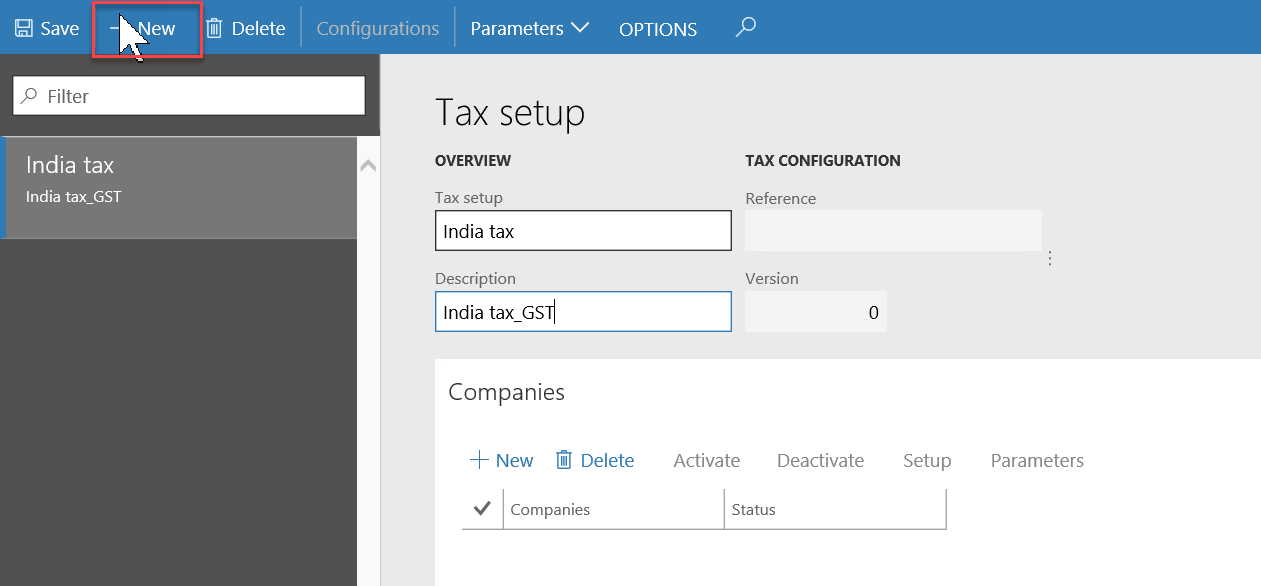 Save New Delete Configurations Parameters OPTIONS
Filter
India tax
India tax_GST
Tax setup
OVERVIEW
Tax setup
India tax
Description
India tax_GST
TAX CONFIGURATION
Reference
Version
0
Companies
New Delete Activate Deactivate Setup Parameters
Companies Status